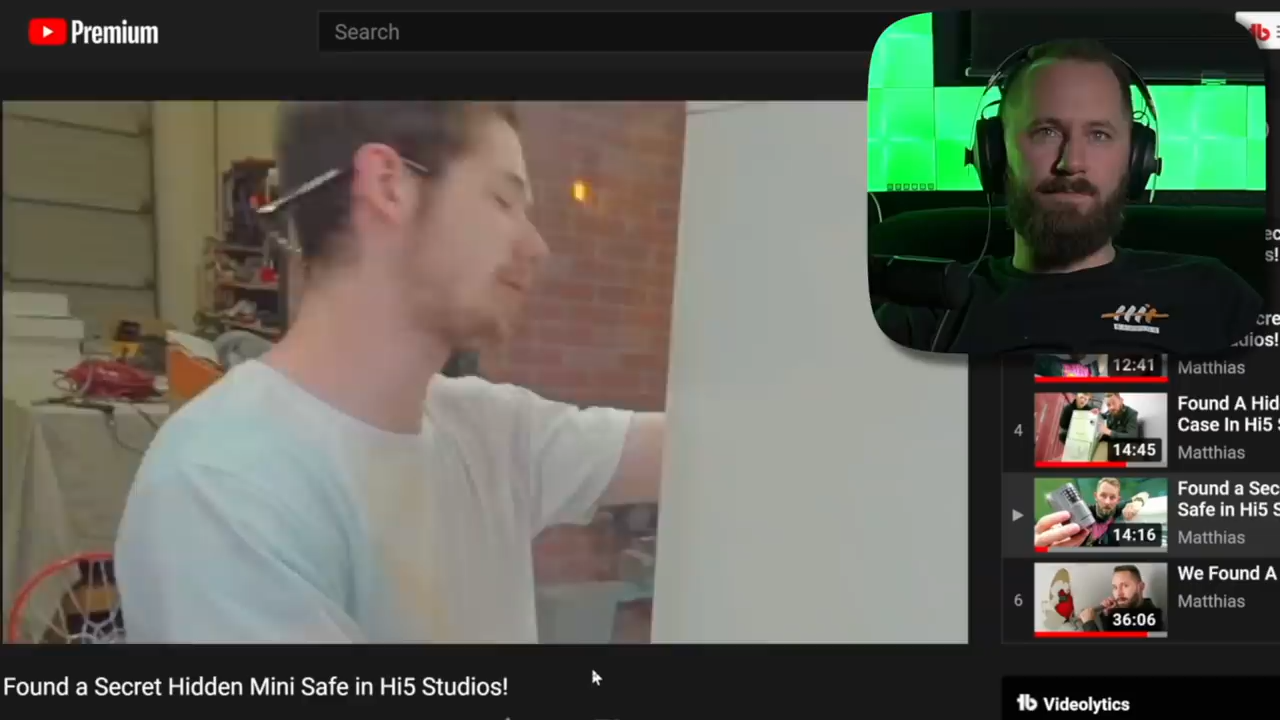 Premium
Search
12:41
Matthias
4
Found A Hid
Case In Hi5
14:45
Matthias
Found a Sec
Safe in Hi5 S
14:16
Matthias
6
We Found A
36:06
Matthias
Found a Secret Hidden Mini Safe in Hi5 Studios!
Videolytics